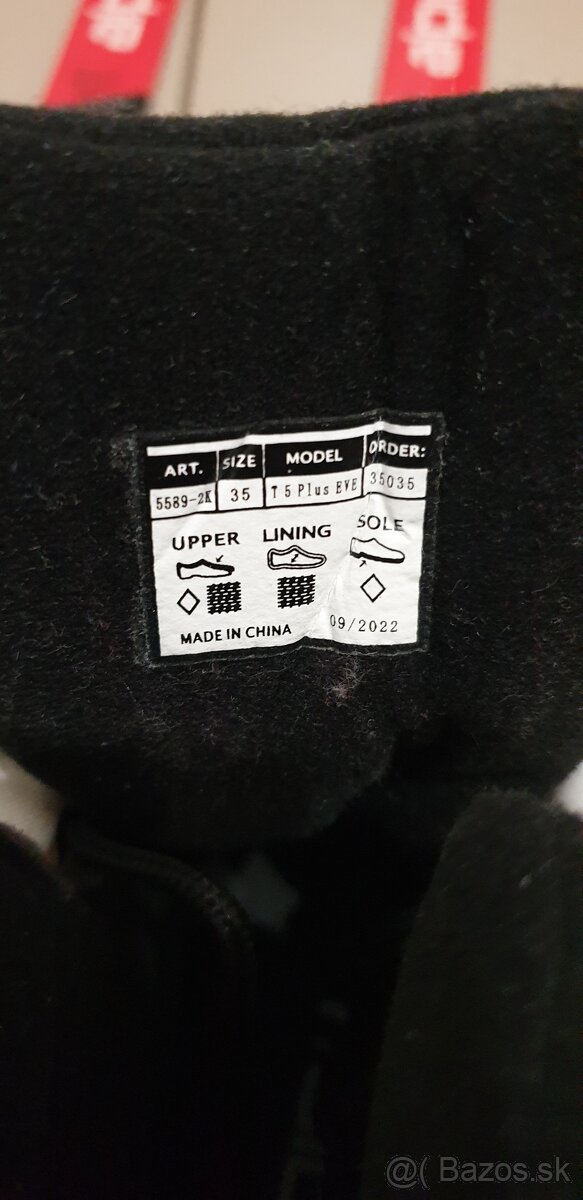 ART. SIZE MODEL ORDER:
5589-2K 35 T 5 Plus EVE 35035
UPPER LINING SOLE
MADE IN CHINA 09/2022
@( Bazos.sk